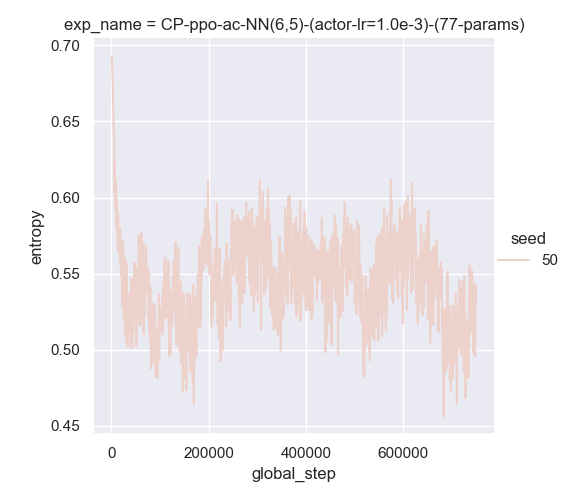 exp_name = CP-ppo-ac-NN(6,5)-(actor-lr=1.0e-3)-(77-params)
0.70
0.65
0.60
0.55
0.50
0.45
entropy
0
200000
400000
600000
global_step
seed
50